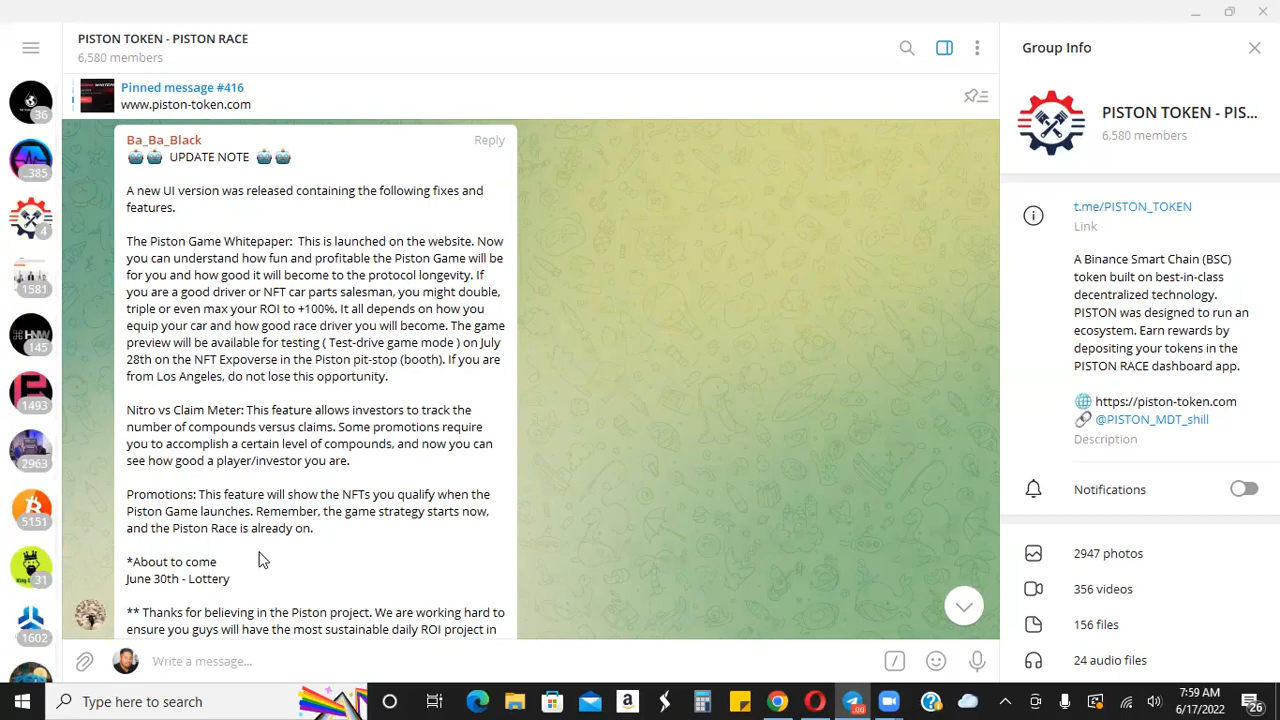 PISTON TOKEN - PISTON RACE
6,580 members
Pinned message #416
www.piston-token.com
36
..385
4
1581
HNW
145
1493
2963
5151
31
1602
Ba_Ba_Black
Reply
UPDATE NOTE
A new UI version was released containing the following fixes and
features.
The Piston Game Whitepaper: This is launched on the website. Now
you can understand how fun and profitable the Piston Game will be
for you and how good it will become to the protocol longevity. If
you are a good driver or NFT car parts salesman, you might double,
triple or even max your ROI to +100%. It all depends on how you
equip your car and how good race driver you will become. The game
preview will be available for testing ( Test-drive game mode ) on July
28th on the NFT Expoverse in the Piston pit-stop (booth). If you are
from Los Angeles, do not lose this opportunity.
Nitro vs Claim Meter: This feature allows investors to track the
number of compounds versus claims. Some promotions require
you to accomplish a certain level of compounds, and now you can
see how good a player/investor you are.
Promotions: This feature will show the NFTs you qualify when the
Piston Game launches. Remember, the game strategy starts now,
and the Piston Race is already on.
*About to come
June 30th - Lottery
** Thanks for believing in the Piston project. We are working hard to
ensure you guys will have the most sustainable daily ROI project in
Write a message...
Group Info
PISTON TOKEN - PIS...
6,580 members
t.me/PISTON_TOKEN
Link
A Binance Smart Chain (BSC)
token built on best-in-class
decentralized technology.
PISTON was designed to run an
ecosystem. Earn rewards by
depositing your tokens in the
PISTON RACE dashboard app.
https://piston-token.com
@PISTON_MDT_shill
Description
Notifications
2947 photos
356 videos
156 files
24 audio files
Type here to search
7:59 AM
6/17/2022
26